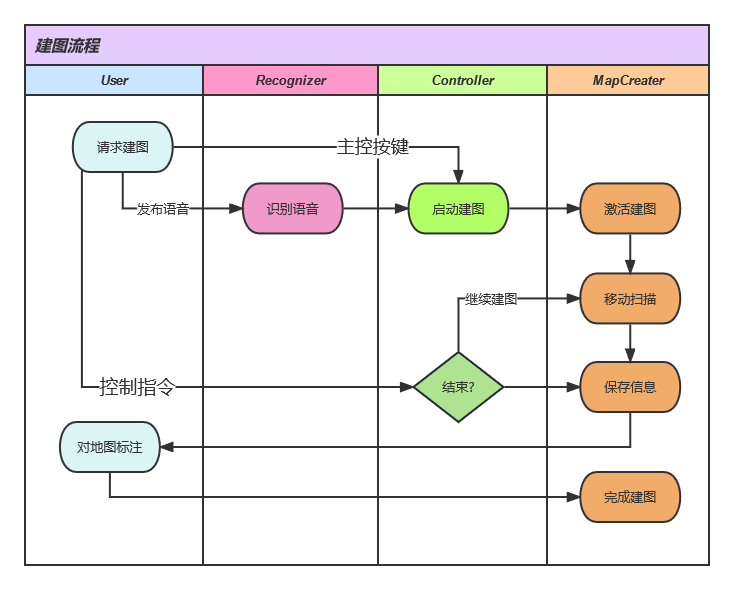 建图流程
User
Recognizer
Controller
MapCreater
请求建图
主控按键
发布语音
识别语音
启动建图
激活建图
继续建图
移动扫描
控制指令
结束?
保存信息
对地图标注
完成建图